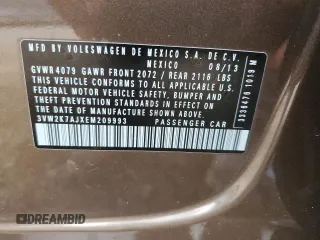 MFD BY VOLKSWAGEN DE MEXICO S.A. DE C.V.
MEXICO 08/13
GVWR 4079 GAWR FRONT 2072 / REAR 2116 LBS
THIS VEHICLE CONFORMS TO ALL APPLICABLE U.S.
FEDERAL MOTOR VEHICLE SAFETY, BUMPER AND
THEFT PREVENTION STANDARDS IN EFFECT ON THE
DATE OF MANUFACTURE SHOWN ABOVE
3VW2K7AJXEM209993 PASSENGER CAR
3336478 1019 M
DREAMBID